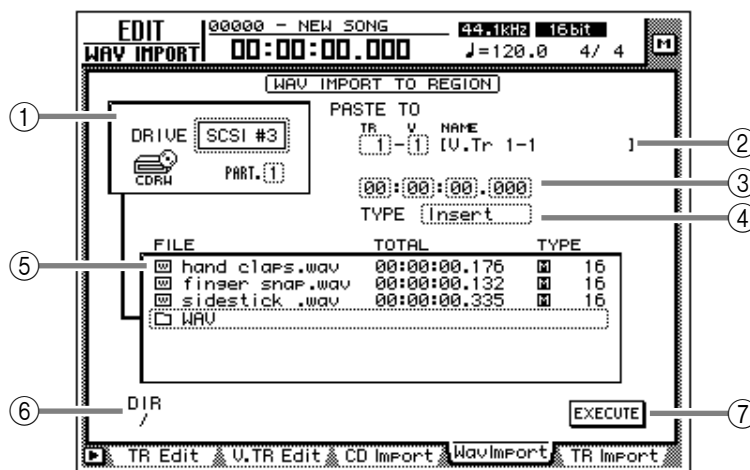 EDIT
WAV IMPORT
00000 - NEW SONG
00:00:00.000
44.1kHz 16bit
♩=120.0 4/ 4
M
WAV IMPORT TO REGION
①
DRIVE SCSI #3
CDRW
PART. 1
PASTE TO
TR V NAME
1 - 1 [V.Tr 1-1 ]
②
00:00:00.000
③
TYPE Insert
④
FILE TOTAL TYPE
⑤
W hand claps.wav 00:00:00.176 M 16
W finger snap.wav 00:00:00.132 M 16
W sidestick .wav 00:00:00.335 M 16
WAV
⑥
DIR
/
EXECUTE
⑦
TR Edit V.TR Edit CD Import WavImport TR Import